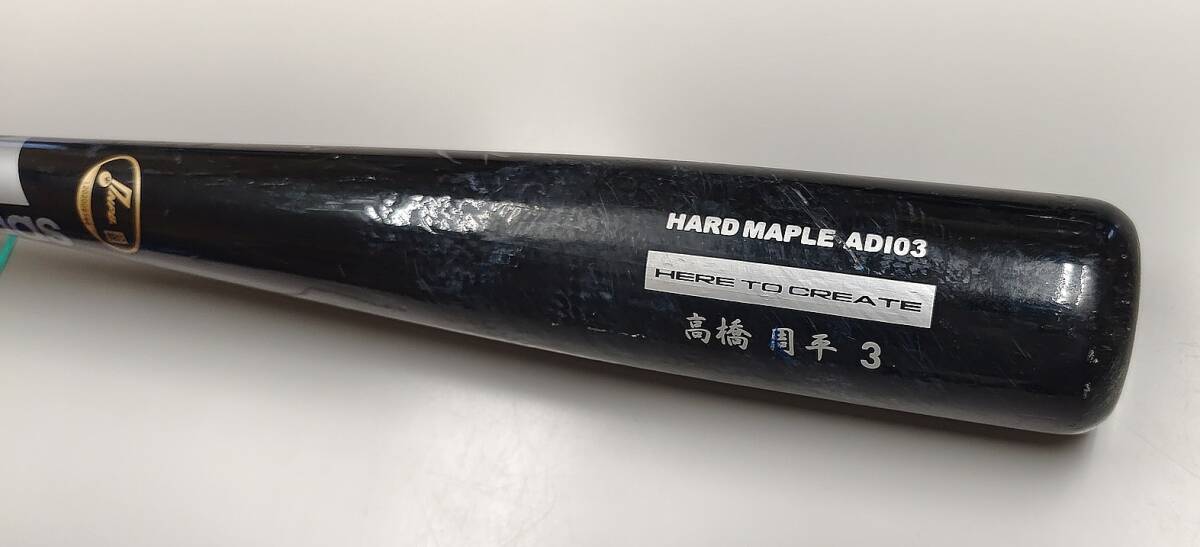 HARD MAPLE ADI03
HERE TO CREATE
高橋 周平 3